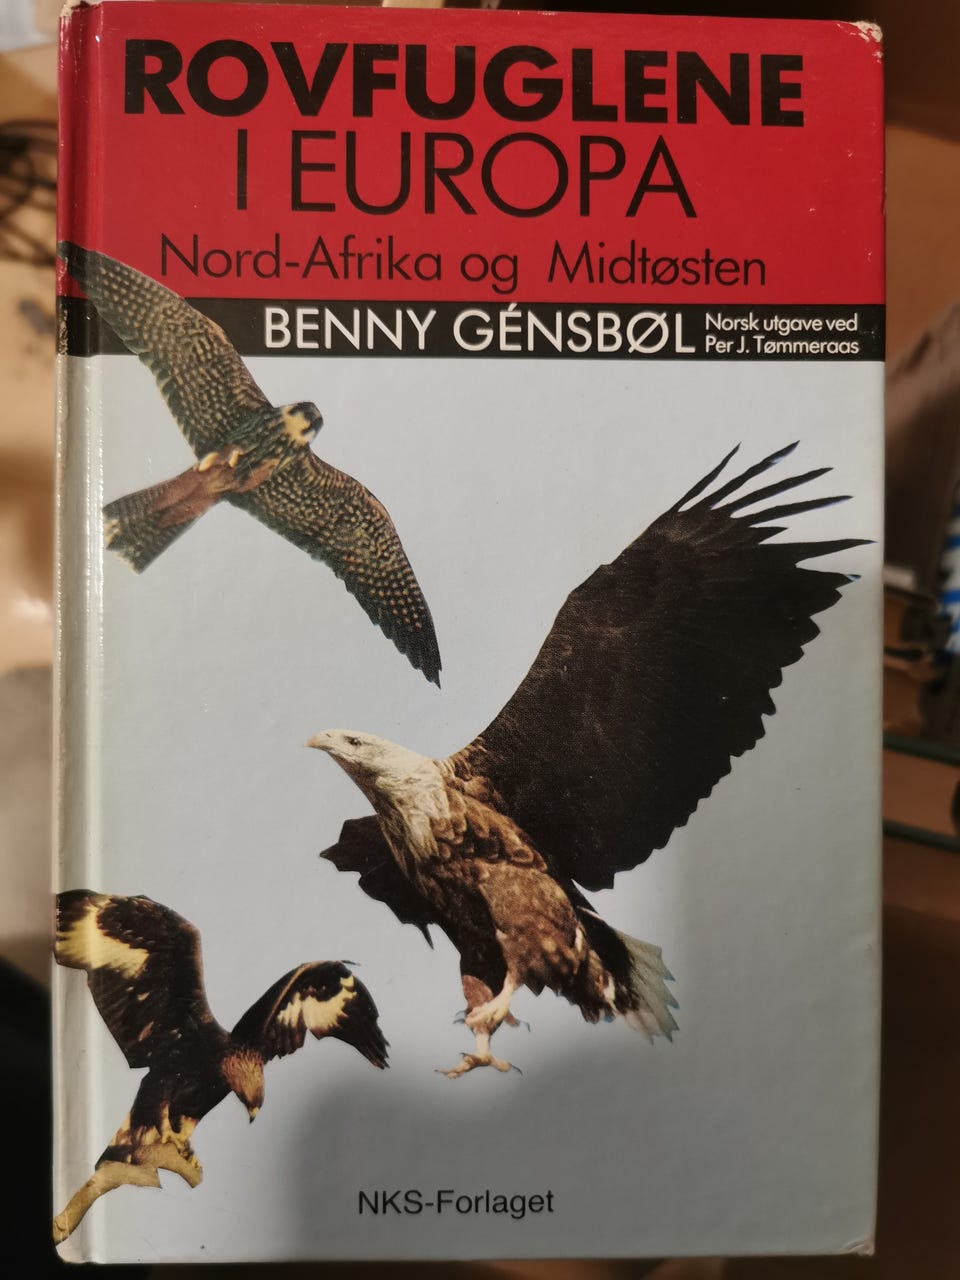 ROVFUGLENE
I EUROPA
Nord-Afrika og Midtøsten
BENNY GÉNSBØL
Norsk utgave ved
Per J. Tømmeraas
NKS-Forlaget